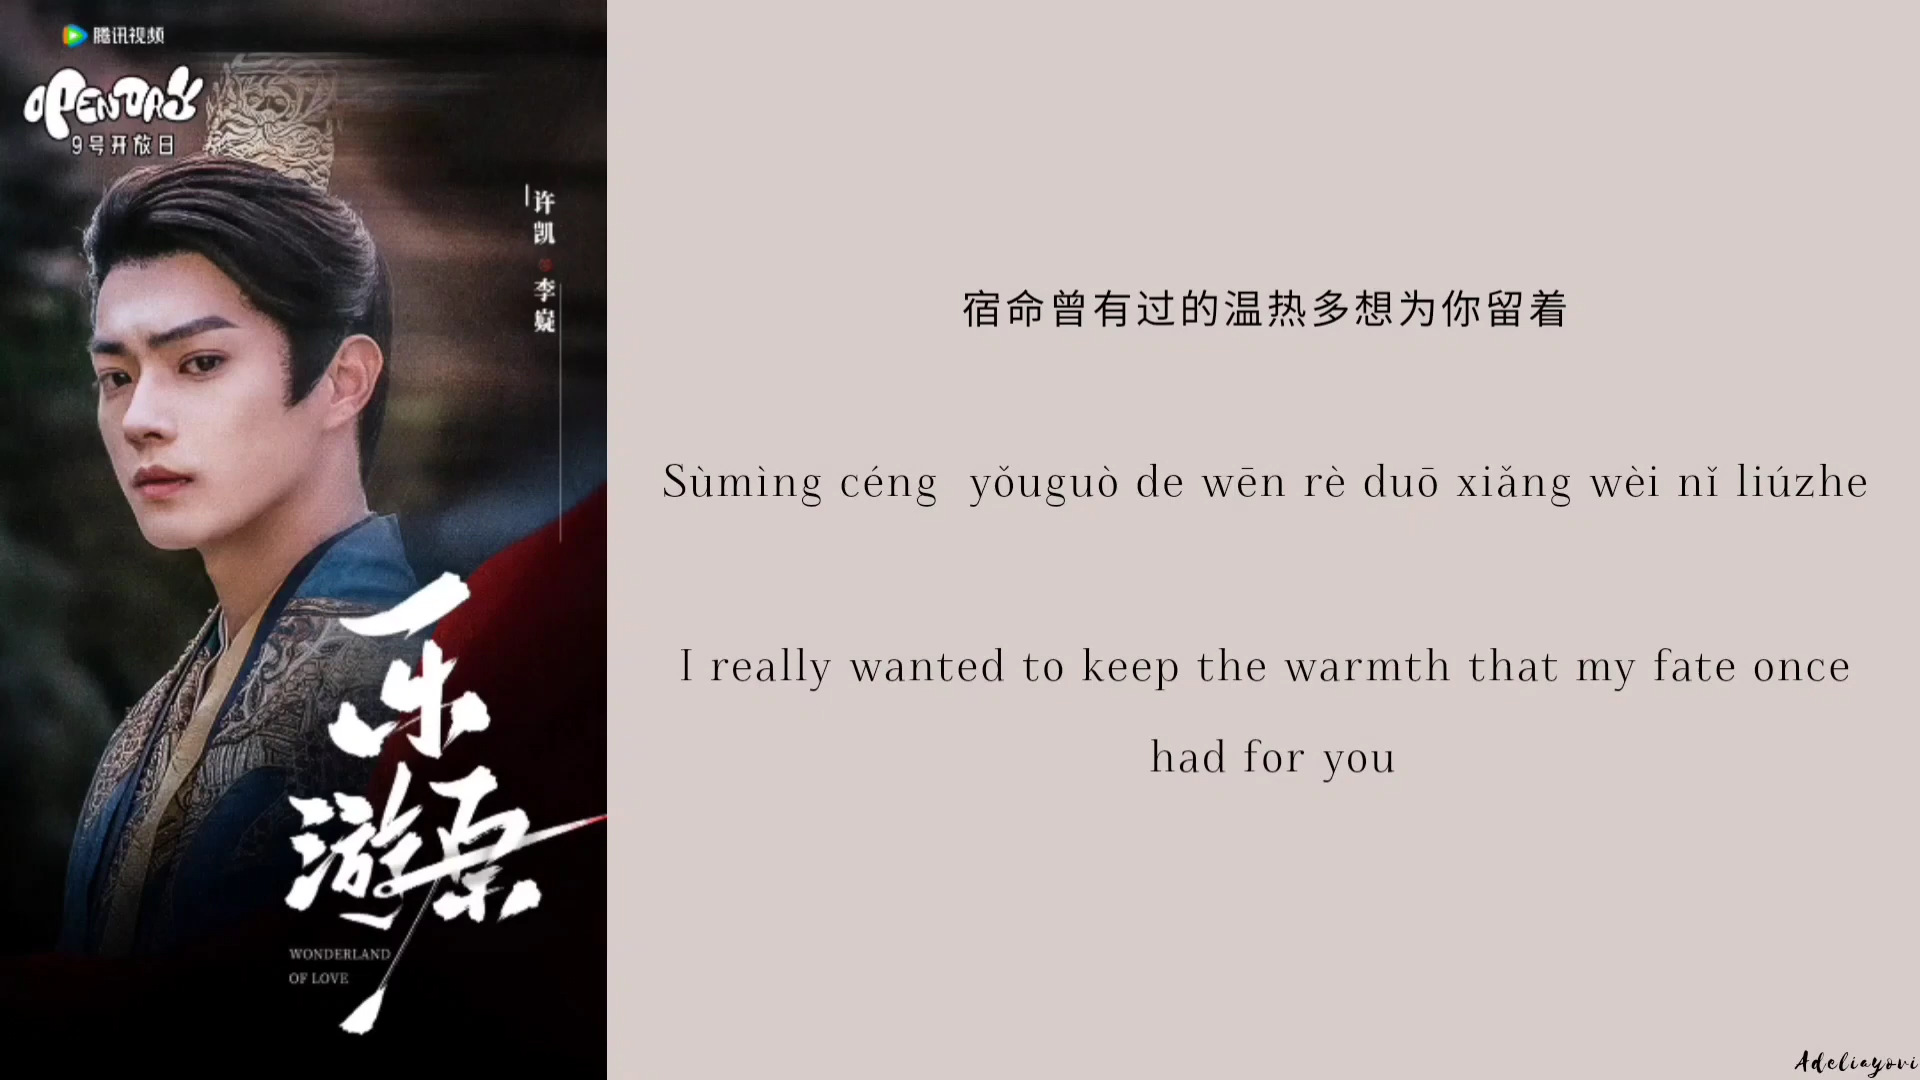 腾讯视频
OPENDAY
9号开放日
许凯
李嶷
乐游原
WONDERLAND
OF LOVE
宿命曾有过的温热多想为你留着
Sùmìng céng  yǒuguò de wēn rè duō xiǎng wèi nǐ liúzhe
I really wanted to keep the warmth that my fate once
had for you
Adeliayovi